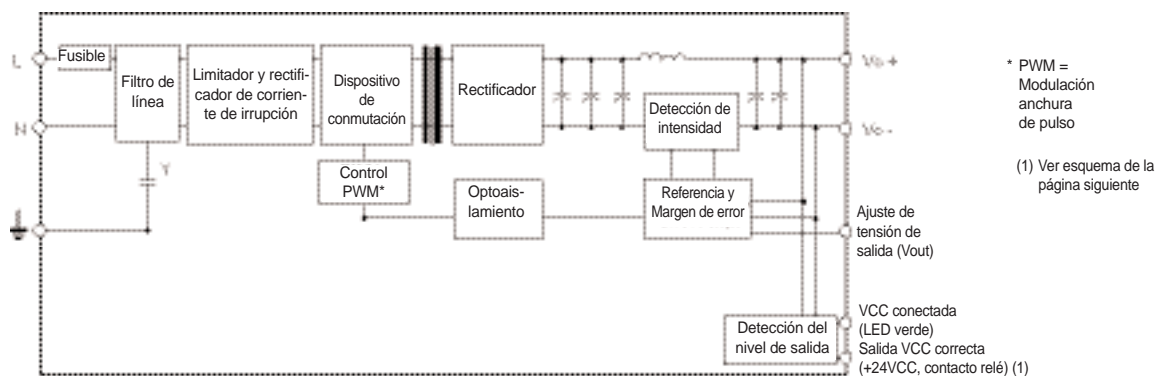 L
Fusible
Filtro de
línea
Limitador y rectifi-
cador de corrien-
te de irrupción
Dispositivo
de
conmutación
Rectificador
Detección de
intensidad
Vo +
N
Vo -
Y
Control
PWM*
Optoais-
lamiento
Referencia y
Margen de error
Ajuste de
tensión de
salida (Vout)
Detección del
nivel de salida
VCC conectada
(LED verde)
Salida VCC correcta
(+24VCC, contacto relé) (1)
* PWM =
Modulación
anchura
de pulso
(1) Ver esquema de la
página siguiente